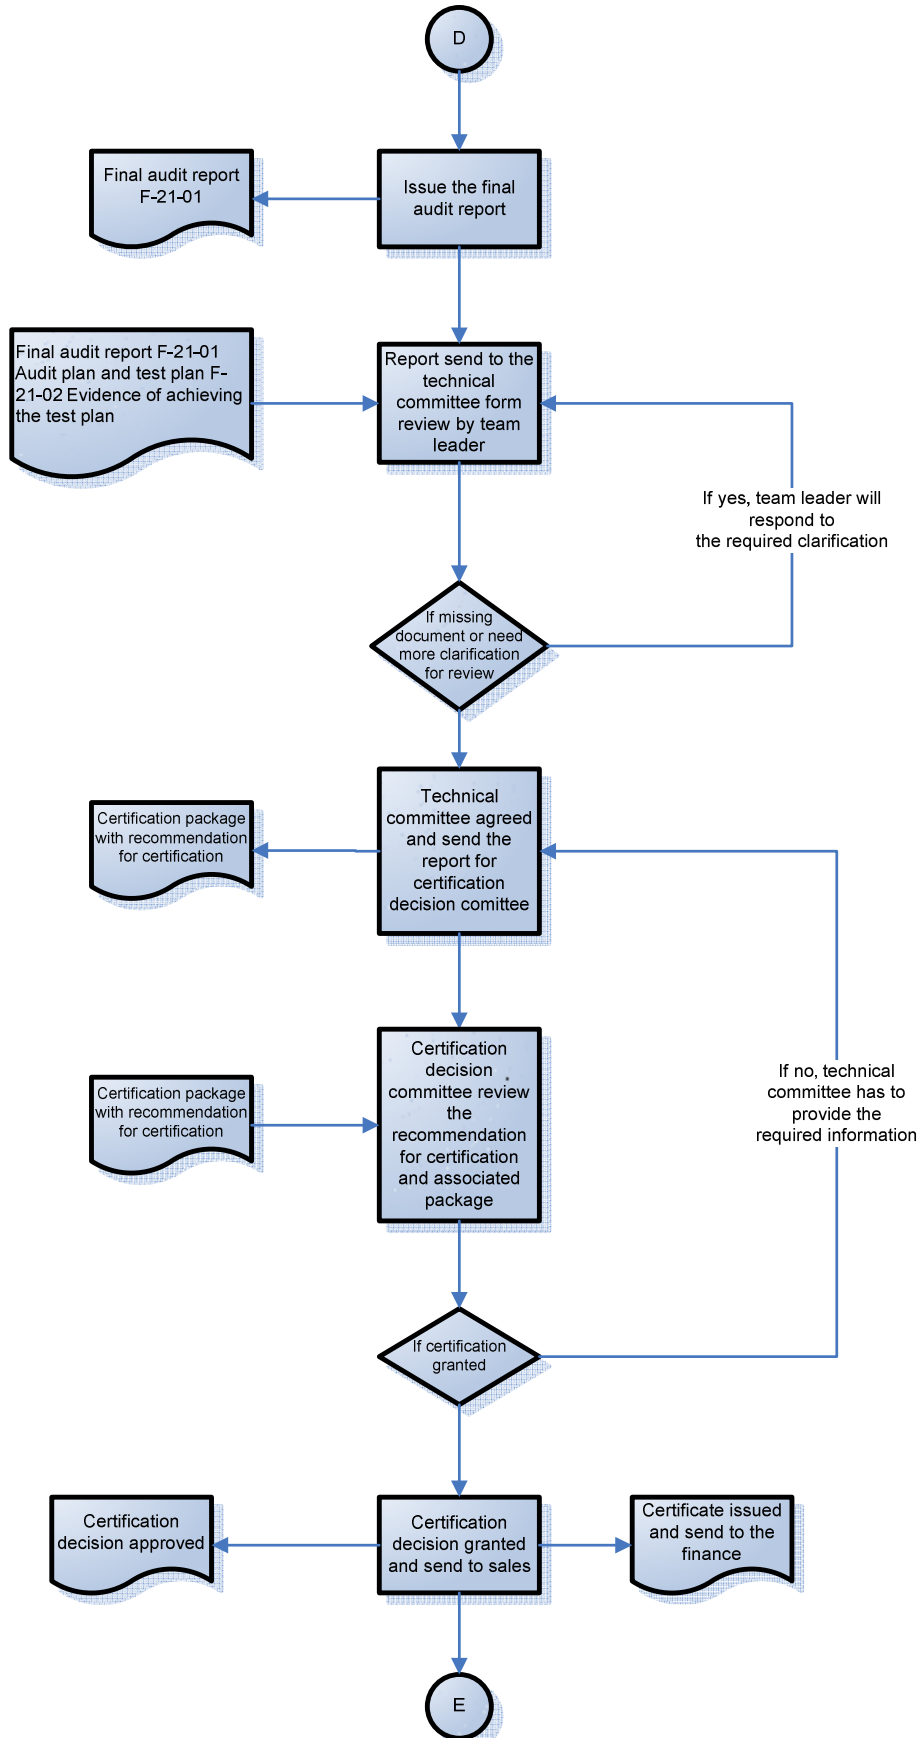 D
Final audit report
F-21-01
Issue the final
audit report
Final audit report F-21-01
Audit plan and test plan F-
21-02 Evidence of achieving
the test plan
Report send to the
technical
committee form
review by team
leader
If yes, team leader will
respond to
the required clarification
If missing
document or need
more clarification
for review
Certification package
with recommendation
for certification
Technical
committee agreed
and send the
report for
certification
decision comittee
Certification package
with recommendation
for certification
Certification
decision
committee review
the
recommendation
for certification
and associated
package
If no, technical
committee has to
provide the
required information
If certification
granted
Certification
decision approved
Certification
decision granted
and send to sales
Certificate issued
and send to the
finance
E